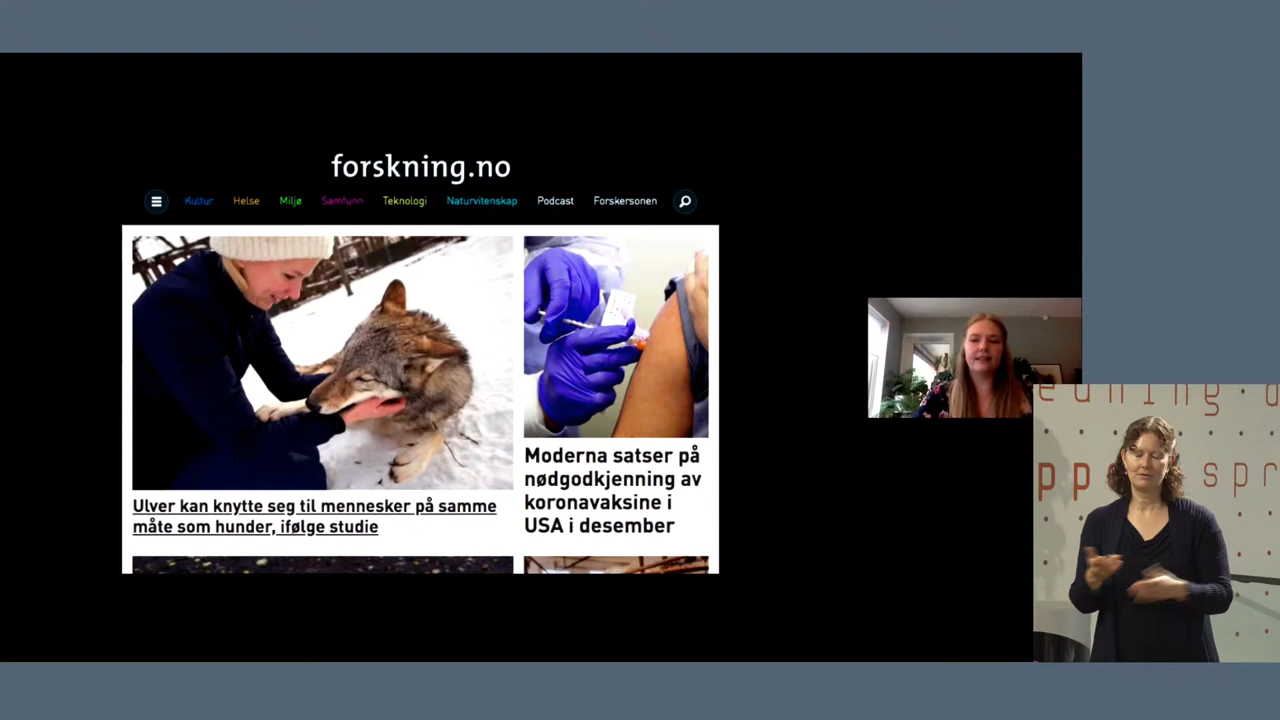 forskning.no
Kultur Helse Miljø Samfunn Teknologi Naturvitenskap Podcast Forskersonen
Ulver kan knytte seg til mennesker på samme
måte som hunder, ifølge studie
Moderna satser på
nødgodkjenning av
koronavaksine i
USA i desember